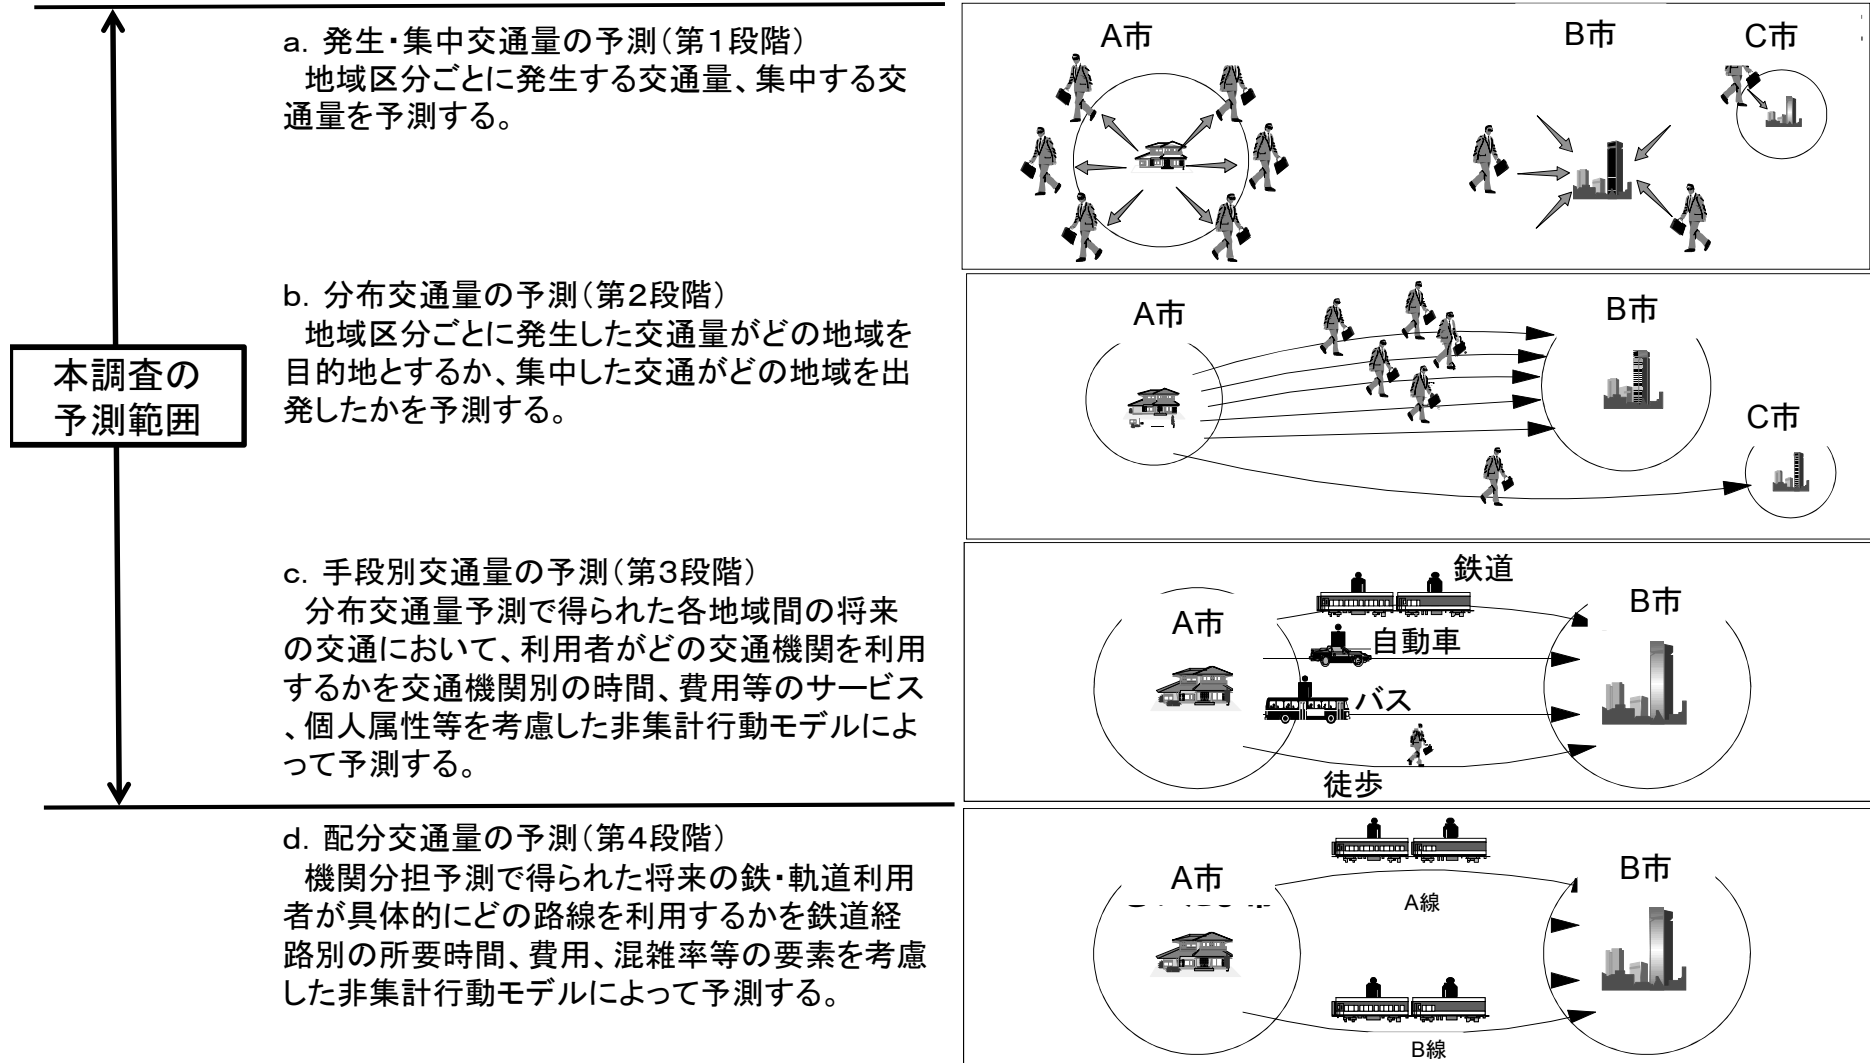 a. 発生・集中交通量の予測（第１段階）
地域区分ごとに発生する交通量、集中する交
通量を予測する。
A市
B市
C市
b. 分布交通量の予測（第２段階）
地域区分ごとに発生した交通量がどの地域を
目的地とするか、集中した交通がどの地域を出
発したかを予測する。
A市
B市
C市
本調査の
予測範囲
c. 手段別交通量の予測（第３段階）
分布交通量予測で得られた各地域間の将来
の交通において、利用者がどの交通機関を利用
するかを交通機関別の時間、費用等のサービス
、個人属性等を考慮した非集計行動モデルによ
って予測する。
鉄道
A市
B市
自動車
バス
徒歩
d. 配分交通量の予測（第４段階）
機関分担予測で得られた将来の鉄・軌道利用
者が具体的にどの路線を利用するかを鉄道経
路別の所要時間、費用、混雑率等の要素を考慮
した非集計行動モデルによって予測する。
A市
B市
A線
B線